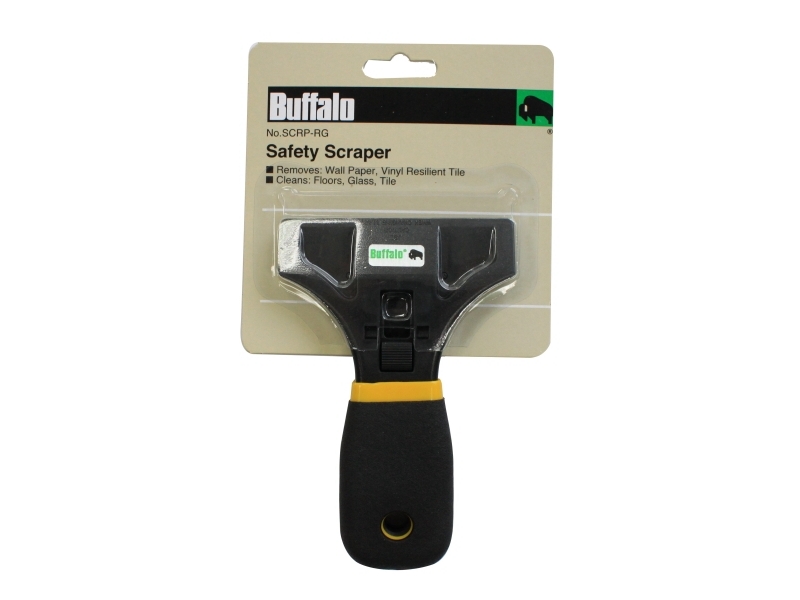 Buffalo
®
No.SCRP-RG
Safety Scraper
■ Removes: Wall Paper, Vinyl Resilient Tile
■ Cleans: Floors, Glass, Tile
Buffalo®